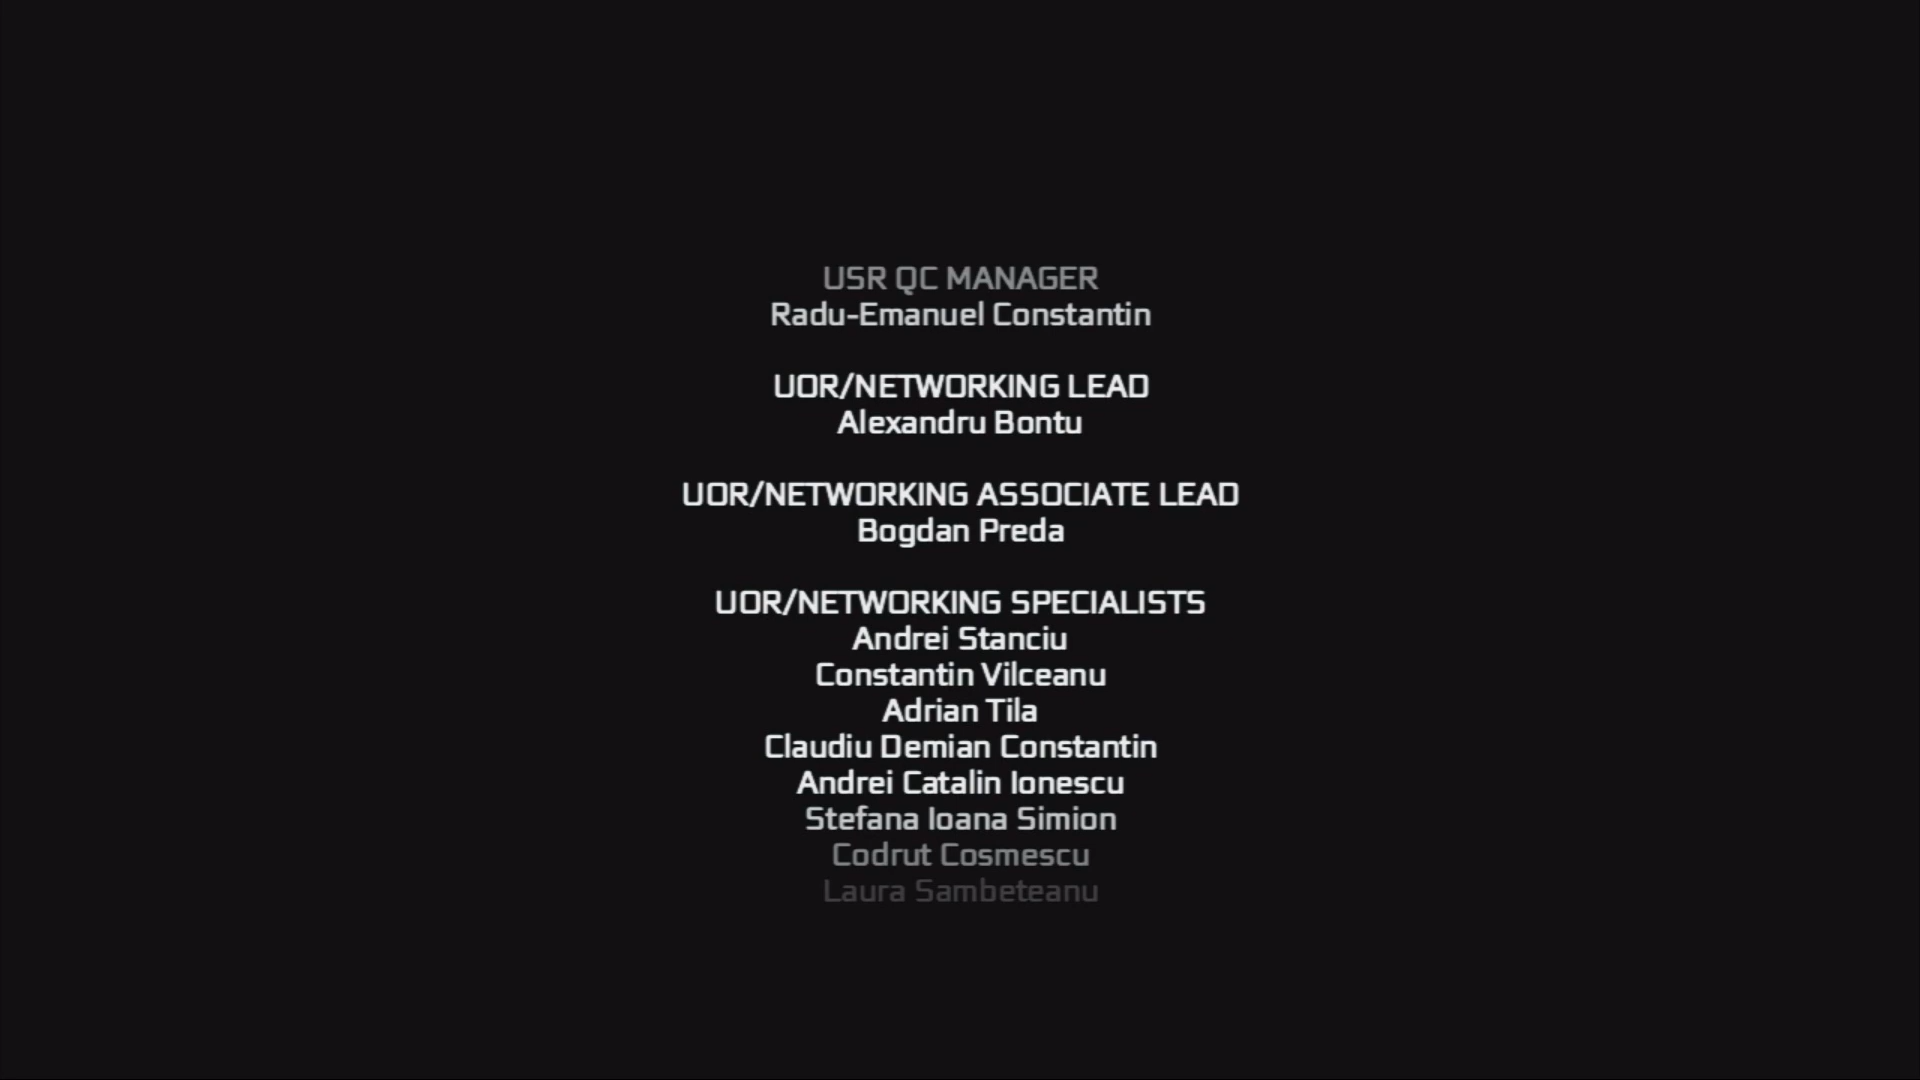 USR QC MANAGER
Radu-Emanuel Constantin
UOR/NETWORKING LEAD
Alexandru Bontu
UOR/NETWORKING ASSOCIATE LEAD
Bogdan Preda
UOR/NETWORKING SPECIALISTS
Andrei Stanciu
Constantin Vilceanu
Adrian Tila
Claudiu Demian Constantin
Andrei Catalin Ionescu
Stefana Ioana Simion
Codrut Cosmescu
Laura Sambeteanu